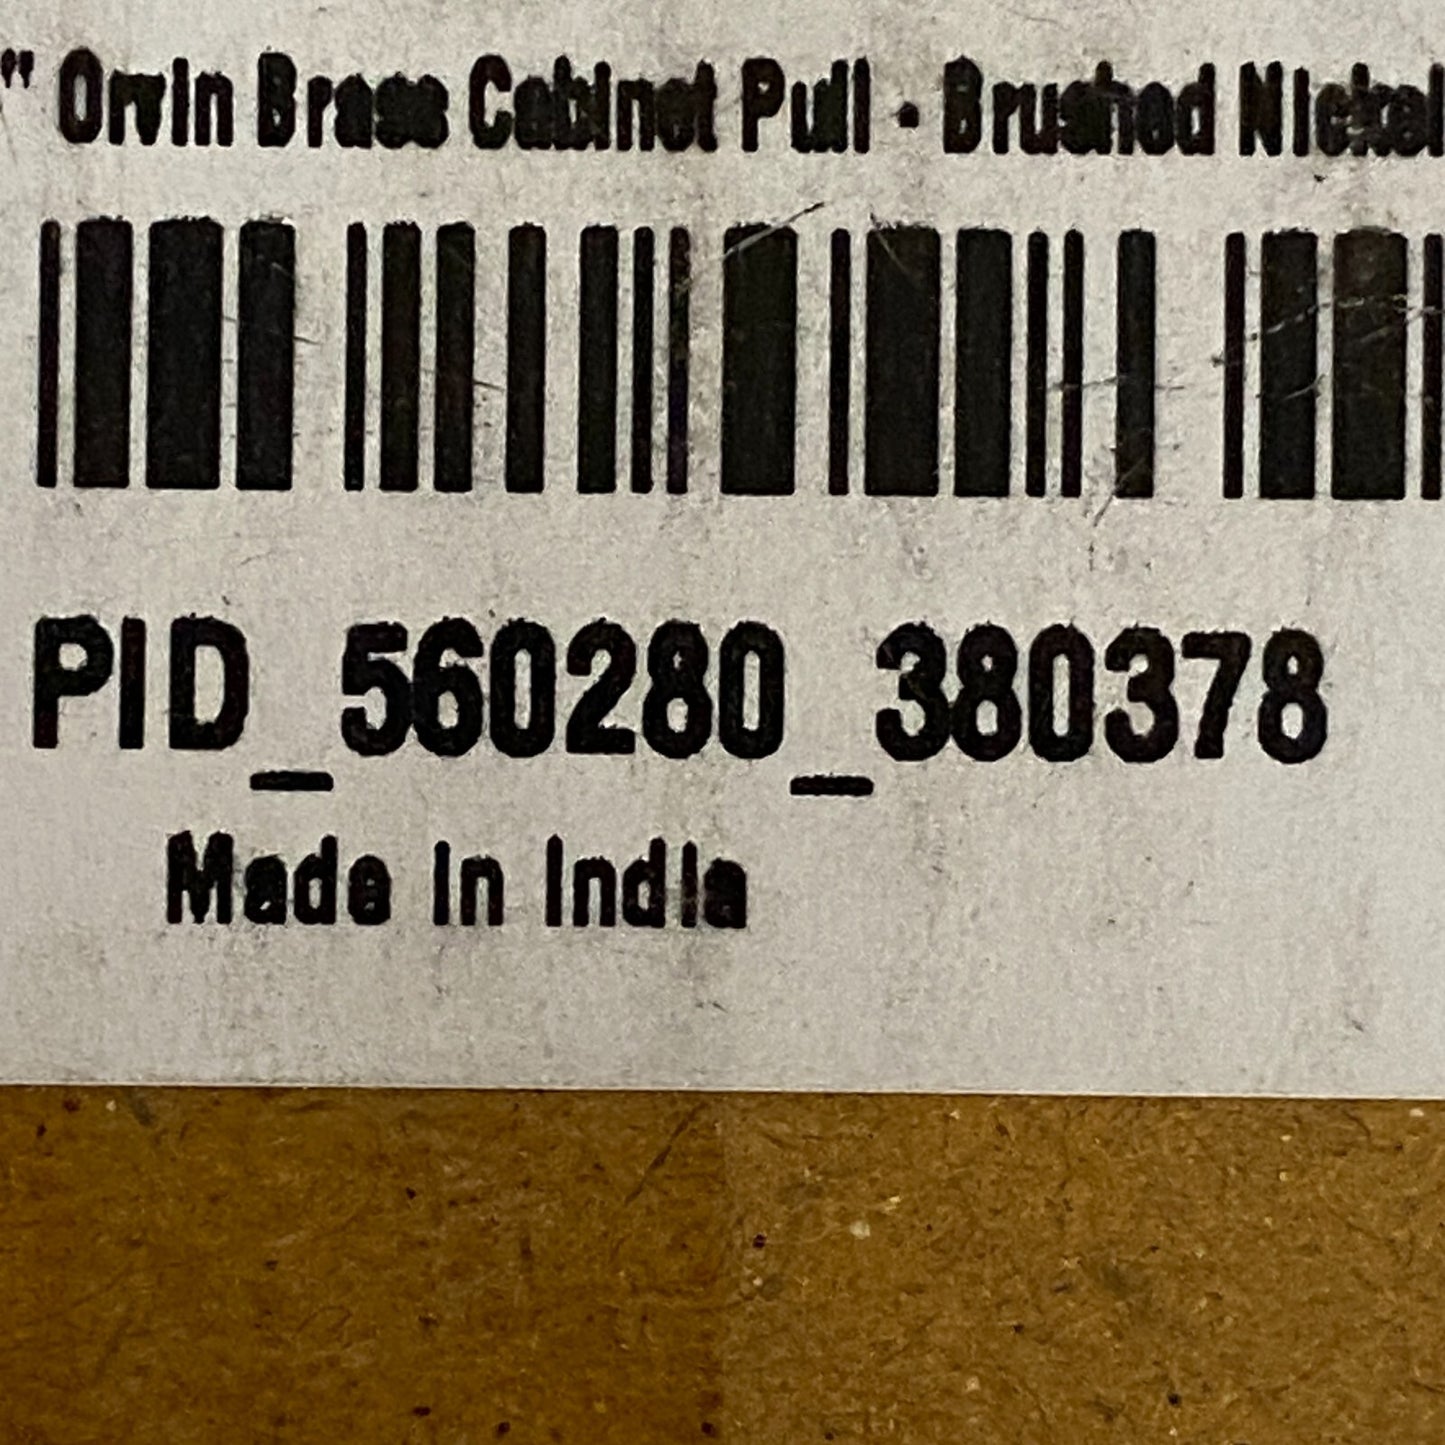 " Orvin Brass Cabinet Pull - Brushed Nickel
PID_560280_380378
Made in India